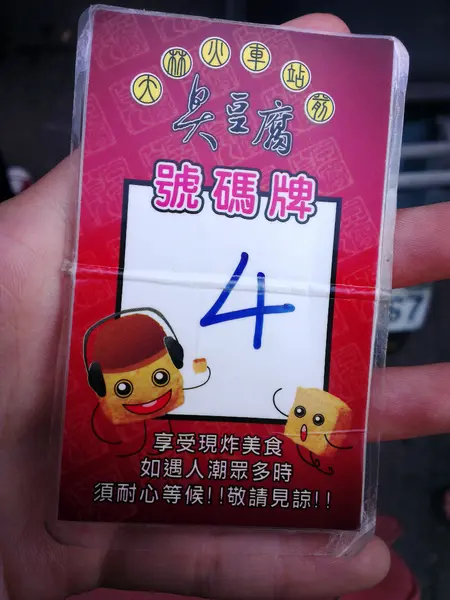 大林火車站前
臭豆腐
號碼牌
4
享受現炸美食
如遇人潮眾多時
須耐心等候!!敬請見諒!!
67